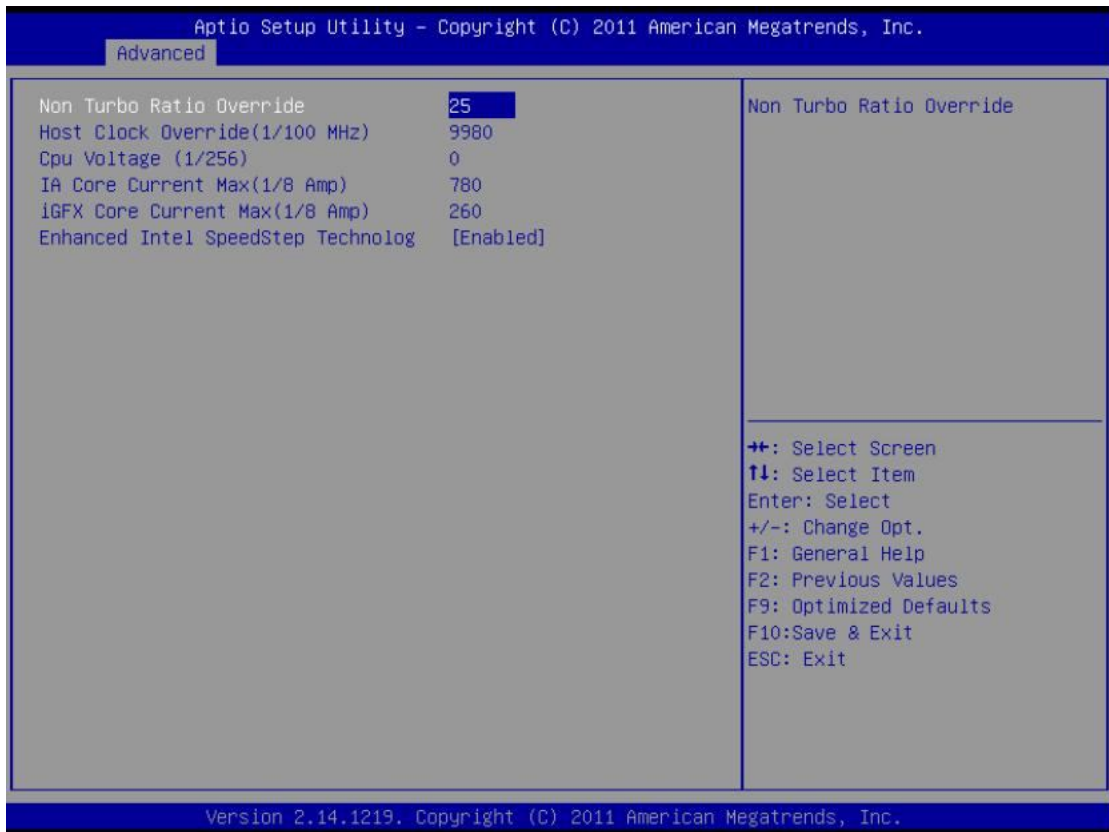 Aptio Setup Utility – Copyright (C) 2011 American Megatrends, Inc.
Advanced
Non Turbo Ratio Override 25
Host Clock Override(1/100 MHz) 9980
Cpu Voltage (1/256) 0
IA Core Current Max(1/8 Amp) 780
iGFX Core Current Max(1/8 Amp) 260
Enhanced Intel SpeedStep Technolog [Enabled]
Non Turbo Ratio Override
→←: Select Screen
↑↓: Select Item
Enter: Select
+/-: Change Opt.
F1: General Help
F2: Previous Values
F9: Optimized Defaults
F10:Save & Exit
ESC: Exit
Version 2.14.1219. Copyright (C) 2011 American Megatrends, Inc.